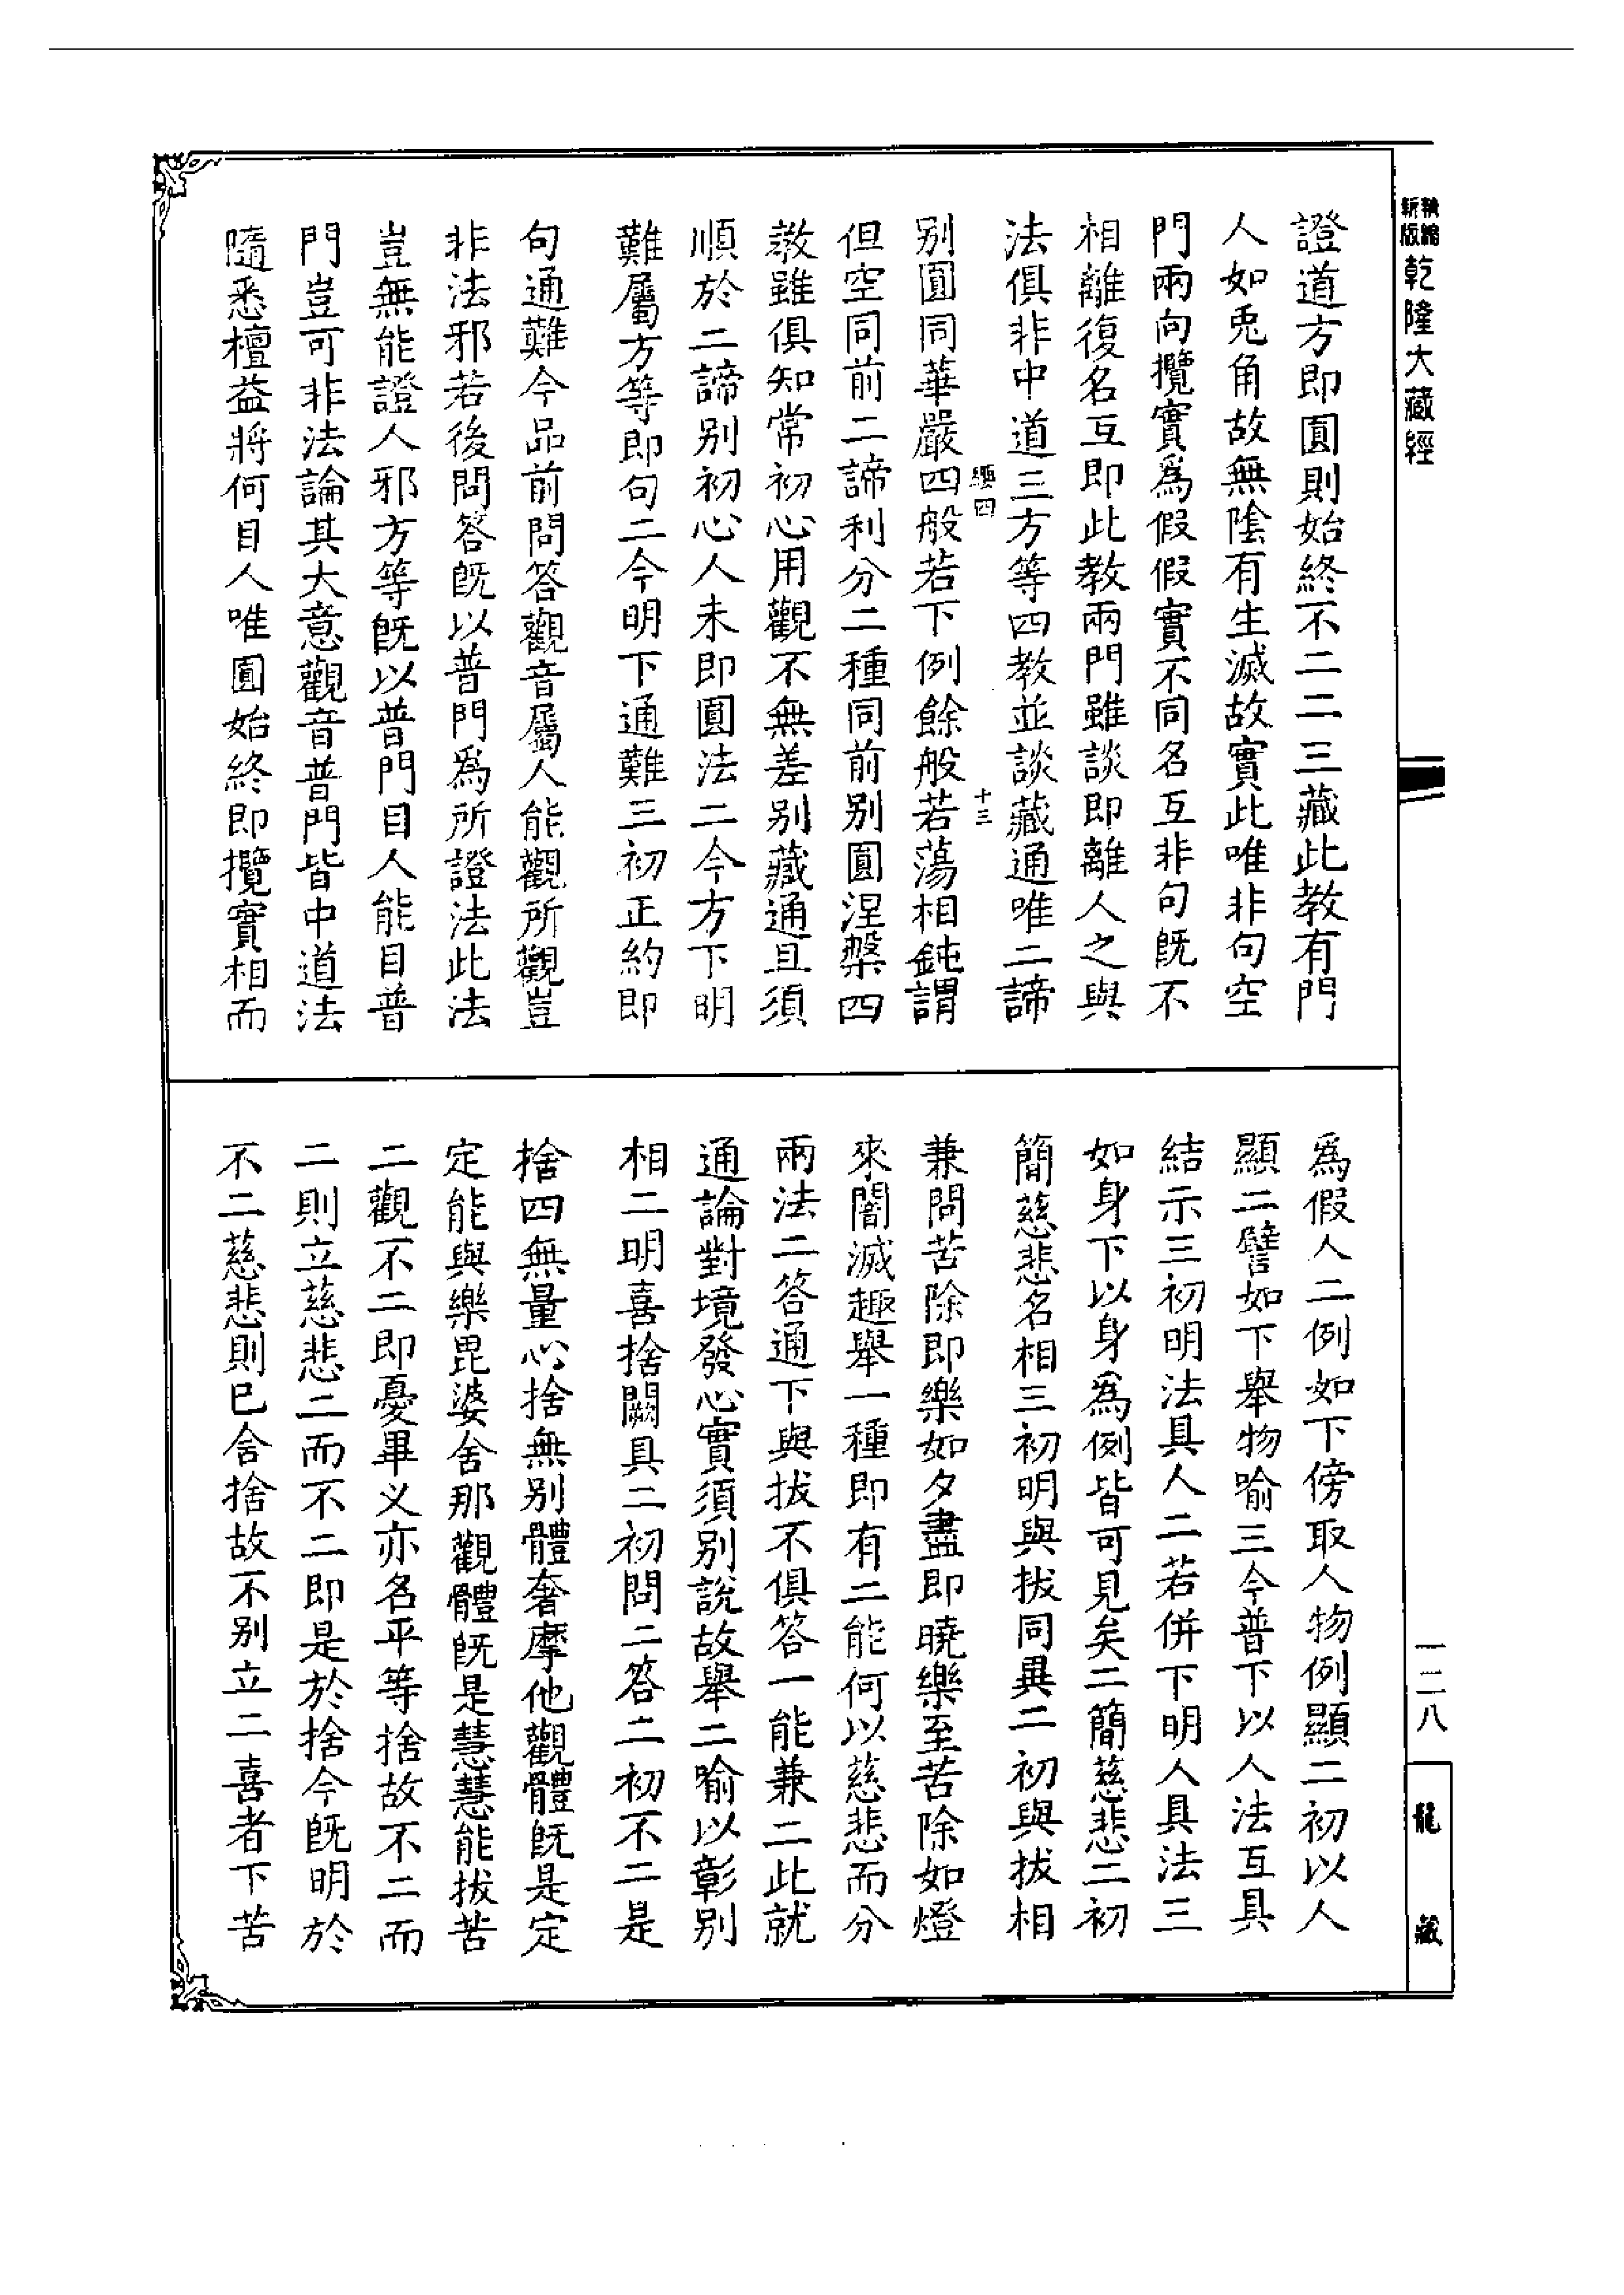 新版 乾隆大藏經
證道方即圓則始終不二二三藏此教有門
人如兎角故無陰有生滅故實此唯非句空
門兩向攬實爲假假實不同名互非句旣不
相離復名互即此教兩門雖談即離人之與
法俱非中道三方等四教並談藏通唯二諦
別圓同華嚴四般若下例餘般若蕩相鈍謂
四
十三
但空同前二諦利分二種同前別圓涅槃四
教雖俱知常初心用觀不無差別藏通且須
順於二諦別初心人未即圓法二今方下明
難屬方等即句二今明下通難三初正約即
句通難今品前問答觀音屬人能觀所觀豈
非法邪若後問答旣以普門爲所證法此法
豈無能證人邪方等旣以普門目人能目普
門豈可非法論其大意觀音普門皆中道法
隨悉檀益將何目人唯圓始終即攬實相而
爲假人二例如下傍取人物例顯二初以人
顯二譬如下舉物喻三今普下以人法互具
結示三初明法具人二若併下明人具法三
如身下以身爲例皆可見矣二簡慈悲二初
簡慈悲名相三初明與拔同異二初與拔相
兼問苦除即樂如夕盡即曉樂至苦除如燈
來闇滅趣舉一種即有二能何以慈悲而分
兩法二答通下與拔不俱答一能兼二此就
通論對境發心實須別說故舉二喻以彰別
相二明喜捨闕具二初問二答二初不二是
捨四無量心捨無別體奢摩他觀體旣是定
定能與樂毘婆舍那觀體旣是慧慧能拔苦
二觀不二即憂畢义亦名平等捨故不二而
二則立慈悲二而不二即是於捨今旣明於
不二慈悲則已含捨故不別立二喜者下苦
一二八
龍藏